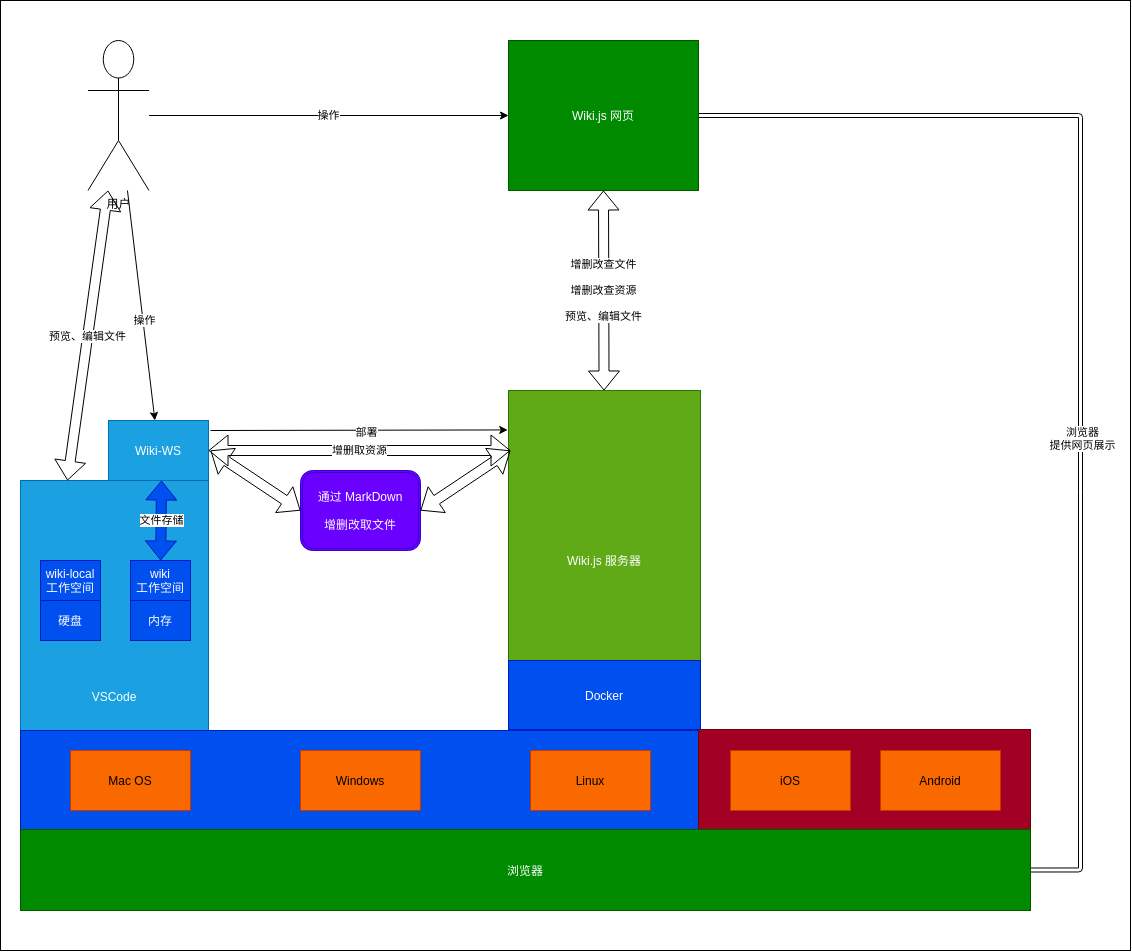 操作
Wiki.js 网页
用户
增删改查文件
增删改查资源
预览、编辑文件
操作
预览、编辑文件
浏览器
提供网页展示
部署
增删取资源
Wiki-WS
通过 MarkDown
增删改取文件
文件存储
wiki-local
工作空间
硬盘
wiki
工作空间
内存
Wiki.js 服务器
VSCode
Docker
Mac OS
Windows
Linux
iOS
Android
浏览器